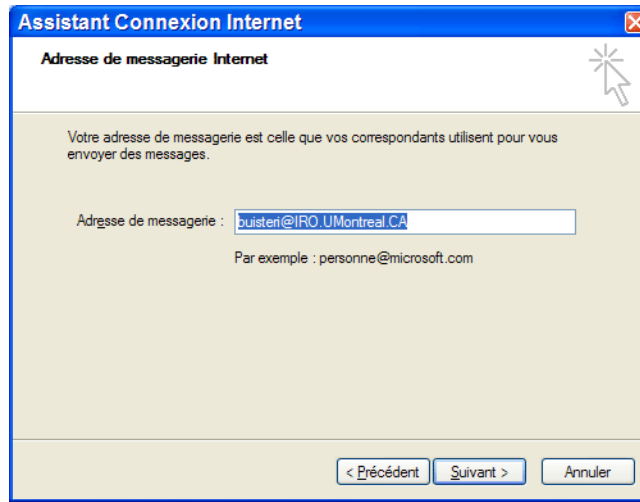 Assistant Connexion Internet
Adresse de messagerie Internet
Votre adresse de messagerie est celle que vos correspondants utilisent pour vous
envoyer des messages.
Adresse de messagerie : buisteri@IRO.UMontreal.CA
Par exemple : personne@microsoft.com
< Précédent Suivant > Annuler